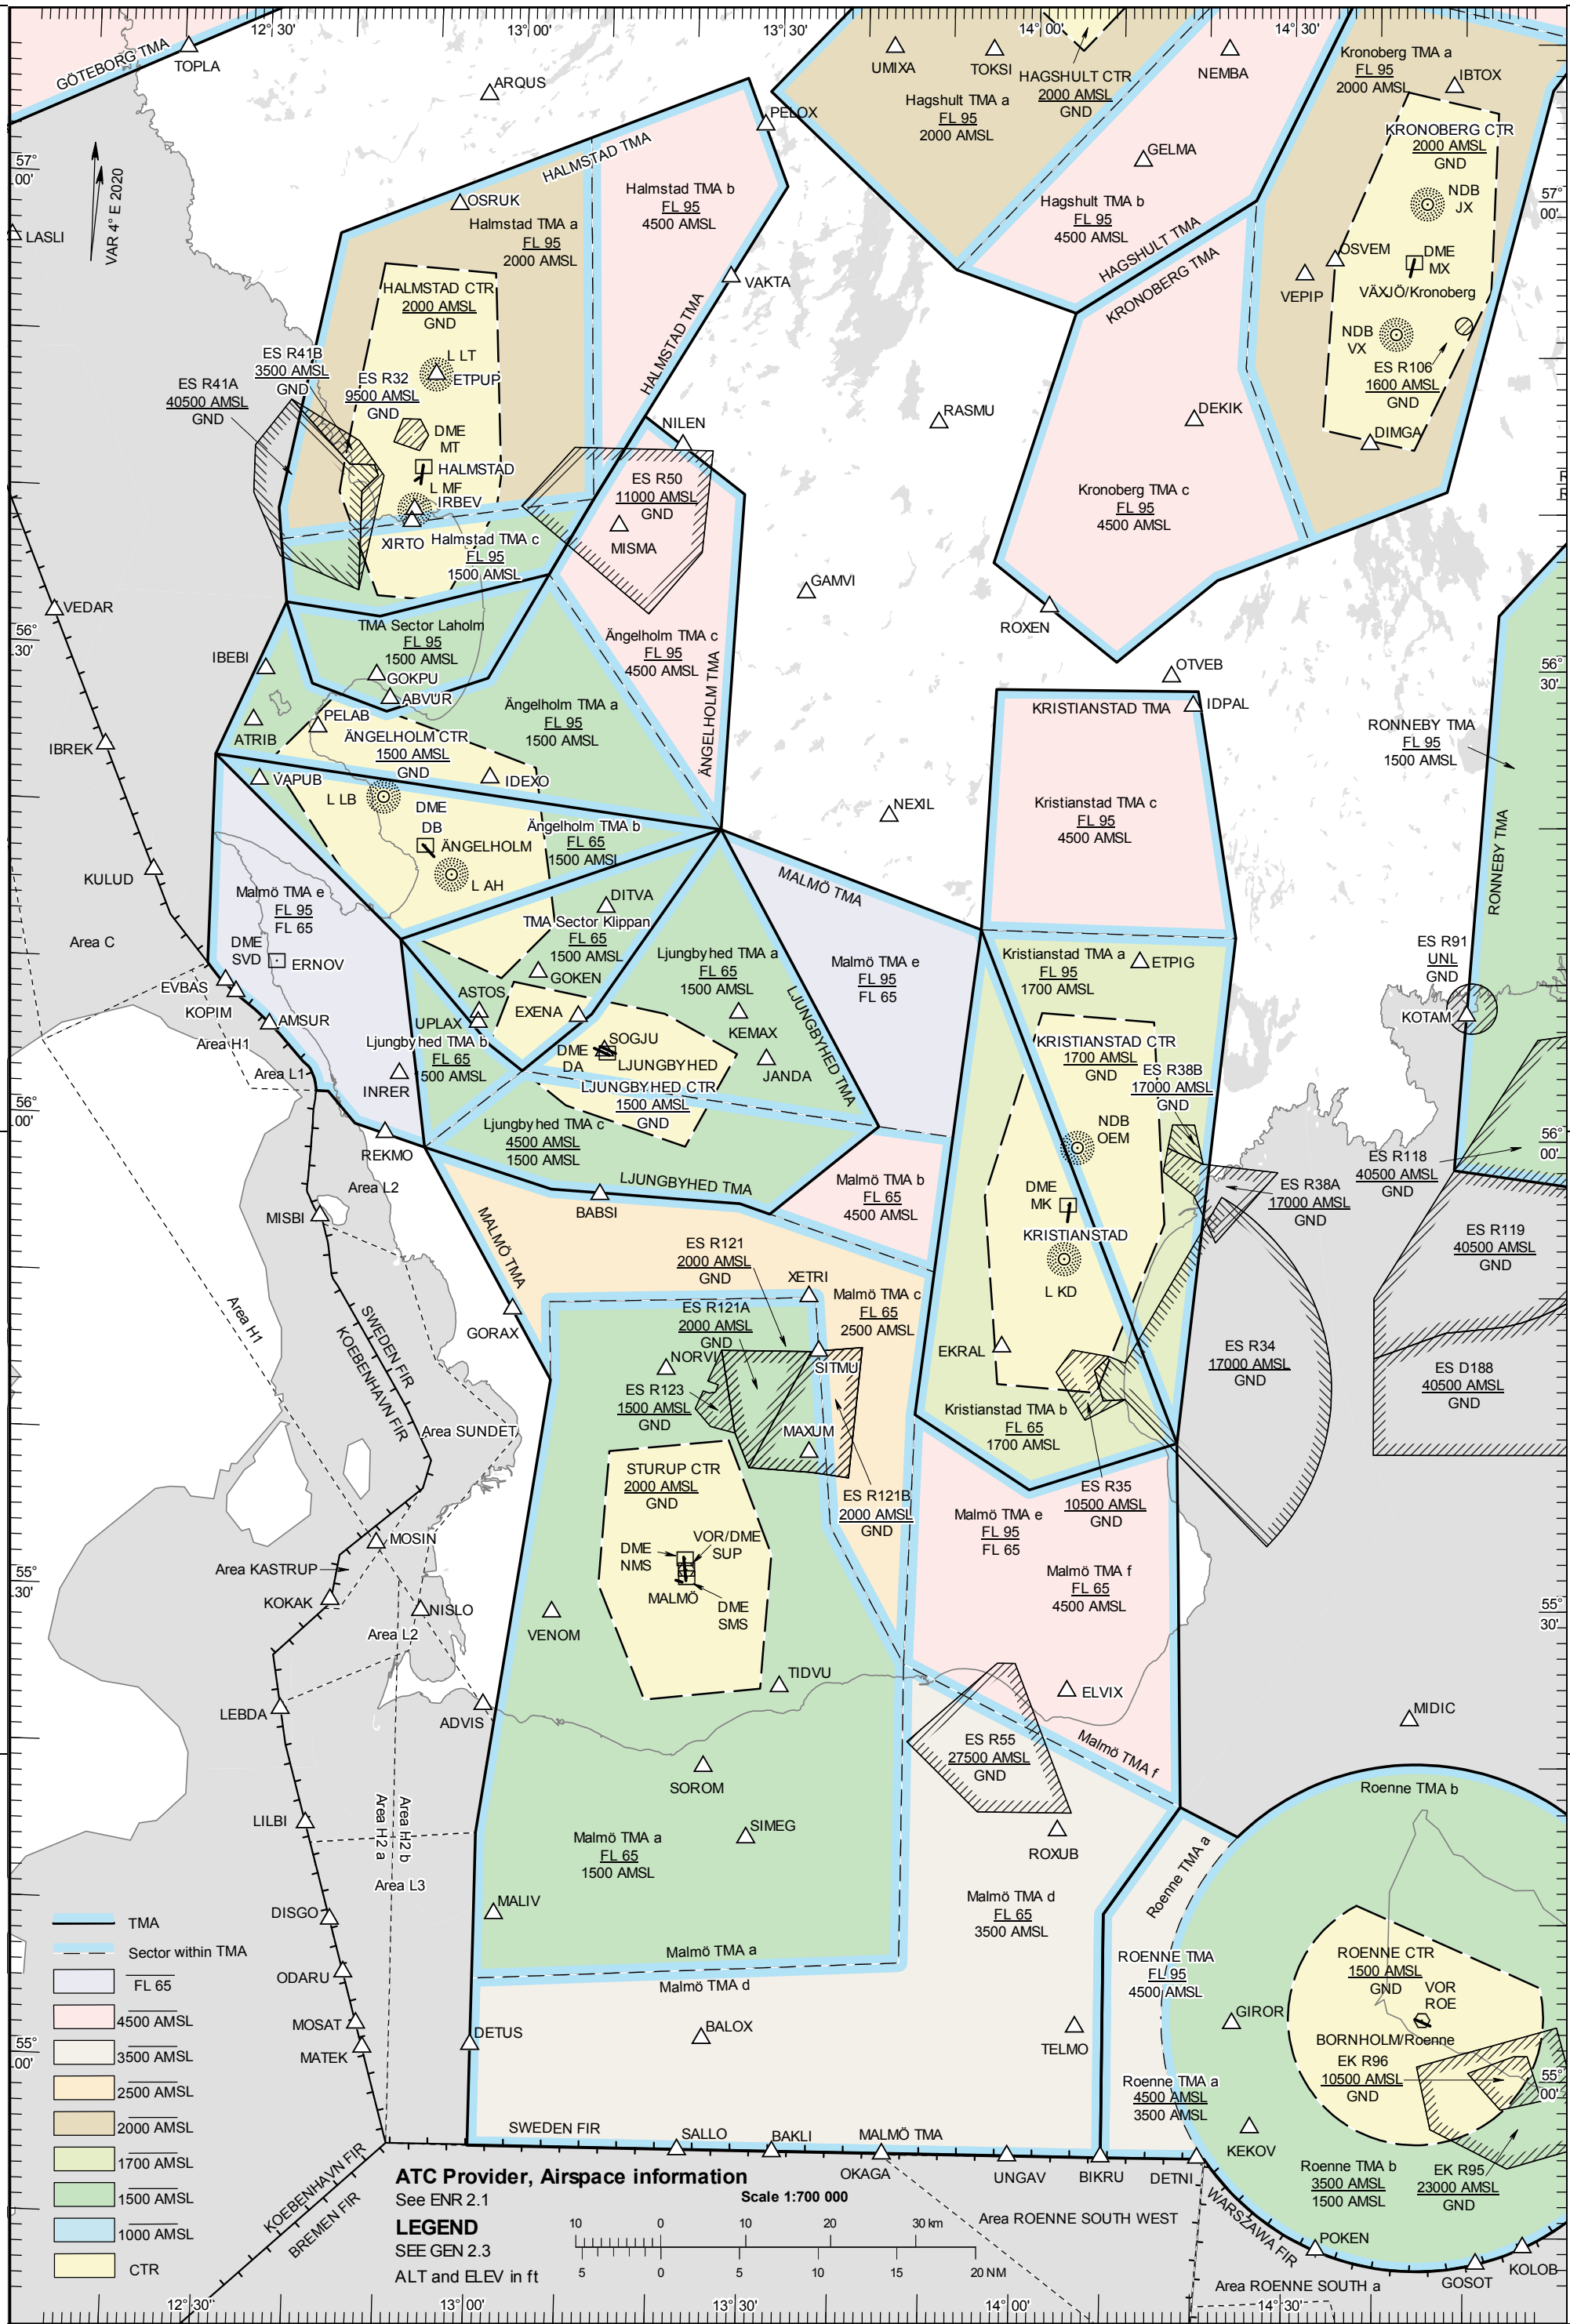 12° 30'
13° 00'
13° 30'
14° 00'
14° 30'
GÖTEBORG TMA
TOPLA
ARQUS
PELOX
UMIXA
TOKSI
HAGSHULT CTR
2000 AMSL
GND
Hagshult TMA a
FL 95
2000 AMSL
NEMBA
Kronoberg TMA a
FL 95
2000 AMSL
IBTOX
KRONOBERG CTR
2000 AMSL
GND
57°
00'
VAR 4° E 2020
HALMSTAD TMA
Halmstad TMA b
FL 95
4500 AMSL
GELMA
Hagshult TMA b
FL 95
4500 AMSL
HAGSHULT TMA
KRONOBERG TMA
NDB
JX
57°
00'
LASLI
OSRUK
Halmstad TMA a
FL 95
2000 AMSL
OSVEM
DME
MX
VEPIP
VÄXJÖ/Kronoberg
VAKTA
HALMSTAD CTR
2000 AMSL
GND
HALMSTAD TMA
NDB
VX
ES R106
1600 AMSL
GND
ES R41B
3500 AMSL
GND
L LT
ETPUP
ES R41A
40500 AMSL
GND
ES R32
9500 AMSL
GND
DME
MT
HALMSTAD
L MF
IRBEV
XIRTO
Halmstad TMA c
FL 95
1500 AMSL
NILEN
ES R50
11000 AMSL
GND
MISMA
RASMU
DEKIK
DIMGA
Kronoberg TMA c
FL 95
4500 AMSL
GAMVI
ROXEN
VEDAR
56°
30'
IBEBI
TMA Sector Laholm
FL 95
1500 AMSL
GOKPU
ABVUR
Ängelholm TMA c
FL 95
4500 AMSL
ÄNGELHOLM TMA
OTVEB
56°
30'
KRISTIANSTAD TMA
IDPAL
ATRIB
PELAB
ÄNGELHOLM CTR
1500 AMSL
GND
Ängelholm TMA a
FL 95
1500 AMSL
RONNEBY TMA
FL 95
1500 AMSL
IBREK
VAPUB
IDEXO
L LB
DME
DB
ÄNGELHOLM
L AH
Ängelholm TMA b
FL 65
1500 AMSL
NEXIL
Kristianstad TMA c
FL 95
4500 AMSL
RONNEBY TMA
KULUD
Malmö TMA e
FL 95
FL 65
MALMÖ TMA
DITVA
TMA Sector Klippan
FL 65
1500 AMSL
GOKEN
Area C
DME
SVD
ERNOV
Ljungbyhed TMA a
FL 65
1500 AMSL
Malmö TMA e
FL 95
FL 65
Kristianstad TMA a
FL 95
1700 AMSL
ETPIG
ES R91
UNL
GND
KOTAM
EVBAS
KOPIM
AMSUR
ASTOS
UPLAX
EXENA
KEMAX
LJUNGBYHED TMA
Area H1
Area L1
Ljungbyhed TMA b
FL 65
1500 AMSL
DME
DA
SOGJU
LJUNGBYHED
JANDA
LJUNGBYHED CTR
1500 AMSL
GND
KRISTIANSTAD CTR
1700 AMSL
GND
ES R38B
17000 AMSL
GND
INRER
56°
00'
REKMO
Ljungbyhed TMA c
4500 AMSL
1500 AMSL
NDB
OEM
56°
00'
ES R118
40500 AMSL
GND
Area L2
MISBI
LJUNGBYHED TMA
BABSI
Malmö TMA b
FL 65
4500 AMSL
DME
MK
KRISTIANSTAD
L KD
ES R38A
17000 AMSL
GND
ES R119
40500 AMSL
GND
MALMÖ TMA
ES R121
2000 AMSL
GND
XETRI
Malmö TMA c
FL 65
2500 AMSL
Area H1
SWEDEN FIR
KOEBENHAVN FIR
GORAX
ES R121A
2000 AMSL
GND
NORVI
SITMU
EKRAL
ES R34
17000 AMSL
GND
ES D188
40500 AMSL
GND
ES R123
1500 AMSL
GND
MAXUM
Kristianstad TMA b
FL 65
1700 AMSL
Area SUNDET
STURUP CTR
2000 AMSL
GND
ES R121B
2000 AMSL
GND
Malmö TMA e
FL 95
FL 65
ES R35
10500 AMSL
GND
MOSIN
DME
NMS
VOR/DME
SUP
MALMÖ
DME
SMS
Malmö TMA f
FL 65
4500 AMSL
Area KASTRUP
55°
30'
KOKAK
NISLO
VENOM
55°
30'
Area L2
TIDVU
ELVIX
LEBDA
ADVIS
MIDIC
ES R55
27500 AMSL
GND
Malmö TMA f
SOROM
Roenne TMA b
LILBI
Area H2 a
Area H2 b
Malmö TMA a
FL 65
1500 AMSL
SIMEG
ROXUB
Roenne TMA a
Area L3
MALIV
Malmö TMA d
FL 65
3500 AMSL
DISGO
TMA
Sector within TMA
FL 65
4500 AMSL
3500 AMSL
2500 AMSL
2000 AMSL
1700 AMSL
1500 AMSL
1000 AMSL
CTR
ODARU
MOSAT
MATEK
Malmö TMA a
Malmö TMA d
ROENNE TMA
FL 95
4500 AMSL
ROENNE CTR
1500 AMSL
GND
VOR
ROE
GIROR
BORNHOLM/Roenne
EK R96
10500 AMSL
GND
55°
00'
DETUS
BALOX
TELMO
55°
00'
Roenne TMA a
4500 AMSL
3500 AMSL
KEKOV
SWEDEN FIR
SALLO
BAKLI
MALMÖ TMA
OKAGA
UNGAV
BIKRU
DETNI
Roenne TMA b
3500 AMSL
1500 AMSL
EK R95
23000 AMSL
GND
KOEBENHAVN FIR
BREMEN FIR
WARSZAWA FIR
ATC Provider, Airspace information
See ENR 2.1
Scale 1:700 000
LEGEND
SEE GEN 2.3
ALT and ELEV in ft
10 0 10 20 30 km
5 0 5 10 15 20 NM
Area ROENNE SOUTH WEST
POKEN
GOSOT
KOLOB
Area ROENNE SOUTH a
12° 30'
13° 00'
13° 30'
14° 00'
14° 30'